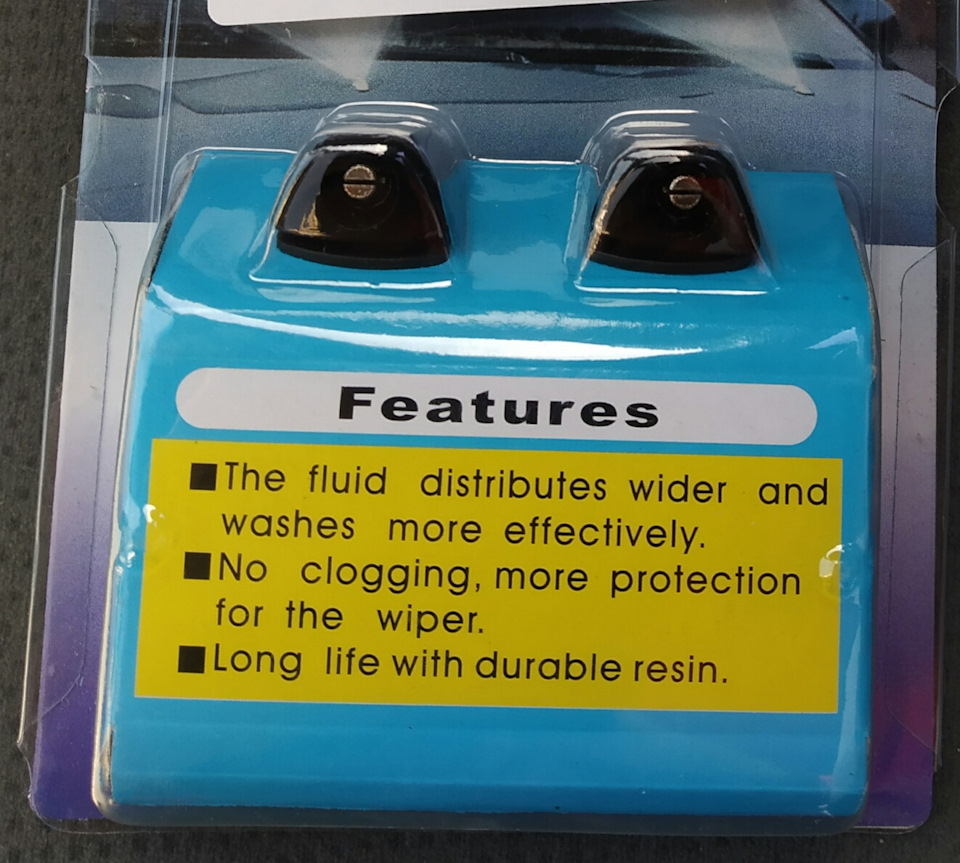 Features
■The fluid distributes wider and
washes more effectively.
■No clogging, more protection
for the wiper.
■Long life with durable resin.